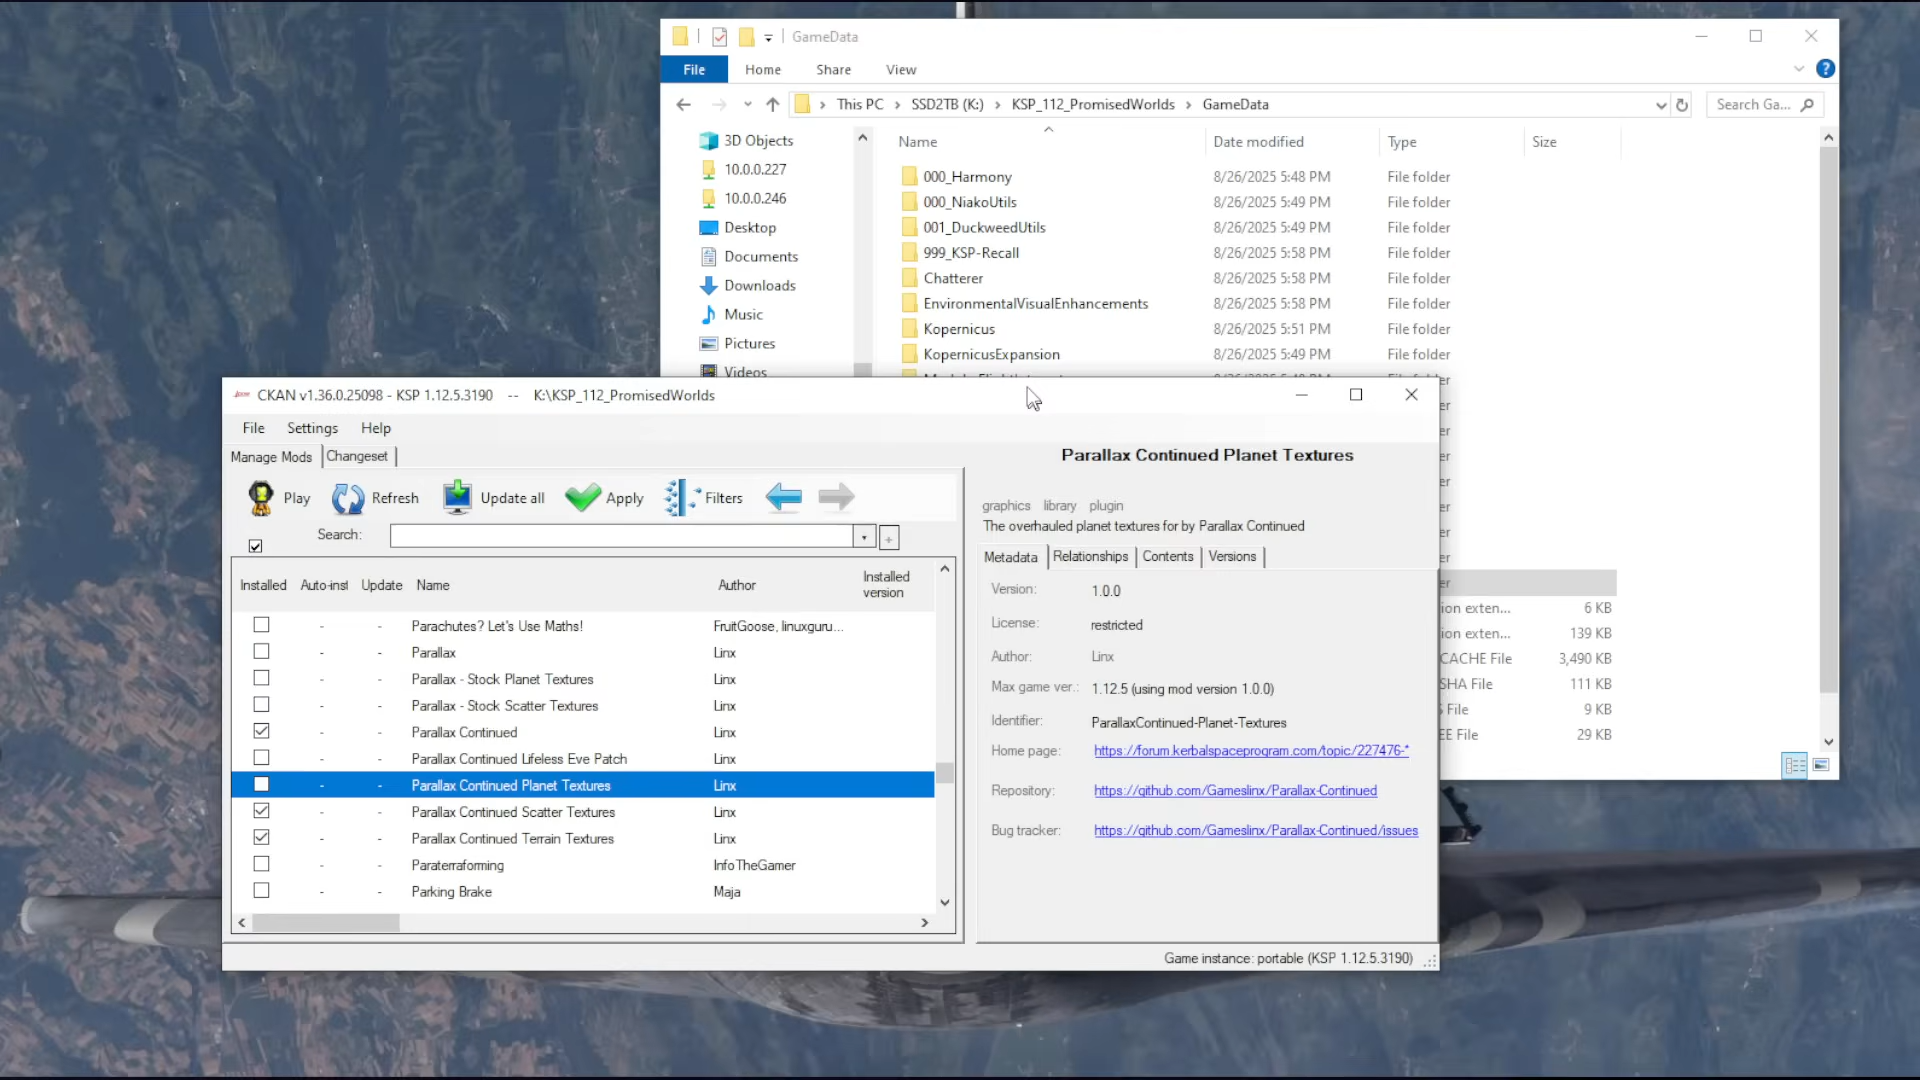 GameData
File Home Share View
This PC > SSD2TB (K:) > KSP_112_PromisedWorlds > GameData
Search Ga...
3D Objects
10.0.0.227
10.0.0.246
Desktop
Documents
Downloads
Music
Pictures
Videos
Name Date modified Type Size
000_Harmony 8/26/2025 5:48 PM File folder
000_NiakoUtils 8/26/2025 5:49 PM File folder
001_DuckweedUtils 8/26/2025 5:49 PM File folder
999_KSP-Recall 8/26/2025 5:58 PM File folder
Chatterer 8/26/2025 5:58 PM File folder
EnvironmentalVisualEnhancements 8/26/2025 5:58 PM File folder
Kopernicus 8/26/2025 5:51 PM File folder
KopernicusExpansion 8/26/2025 5:49 PM File folder
ion exten... 6 KB
ion exten... 139 KB
CACHE File 3,490 KB
SHA File 111 KB
File 9 KB
EE File 29 KB
CKAN v1.36.0.25098 - KSP 1.12.5.3190 -- K:\KSP_112_PromisedWorlds
File Settings Help
Manage Mods Changeset
Play Refresh Update all Apply Filters
Search:
Installed Auto-inst Update Name Author Installed version
- - Parachutes? Let's Use Maths! FruitGoose, linuxguru...
- - Parallax Linx
- - Parallax - Stock Planet Textures Linx
- - Parallax - Stock Scatter Textures Linx
- - Parallax Continued Linx
- - Parallax Continued Lifeless Eve Patch Linx
- - Parallax Continued Planet Textures Linx
- - Parallax Continued Scatter Textures Linx
- - Parallax Continued Terrain Textures Linx
- - Paraterraforming InfoTheGamer
- - Parking Brake Maja
Parallax Continued Planet Textures
graphics library plugin
The overhauled planet textures for by Parallax Continued
Metadata Relationships Contents Versions
Version: 1.0.0
License: restricted
Author: Linx
Max game ver.: 1.12.5 (using mod version 1.0.0)
Identifier: ParallaxContinued-Planet-Textures
Home page: https://forum.kerbalspaceprogram.com/topic/227476-*
Repository: https://github.com/Gameslinx/Parallax-Continued
Bug tracker: https://github.com/Gameslinx/Parallax-Continued/issues
Game instance: portable (KSP 1.12.5.3190)